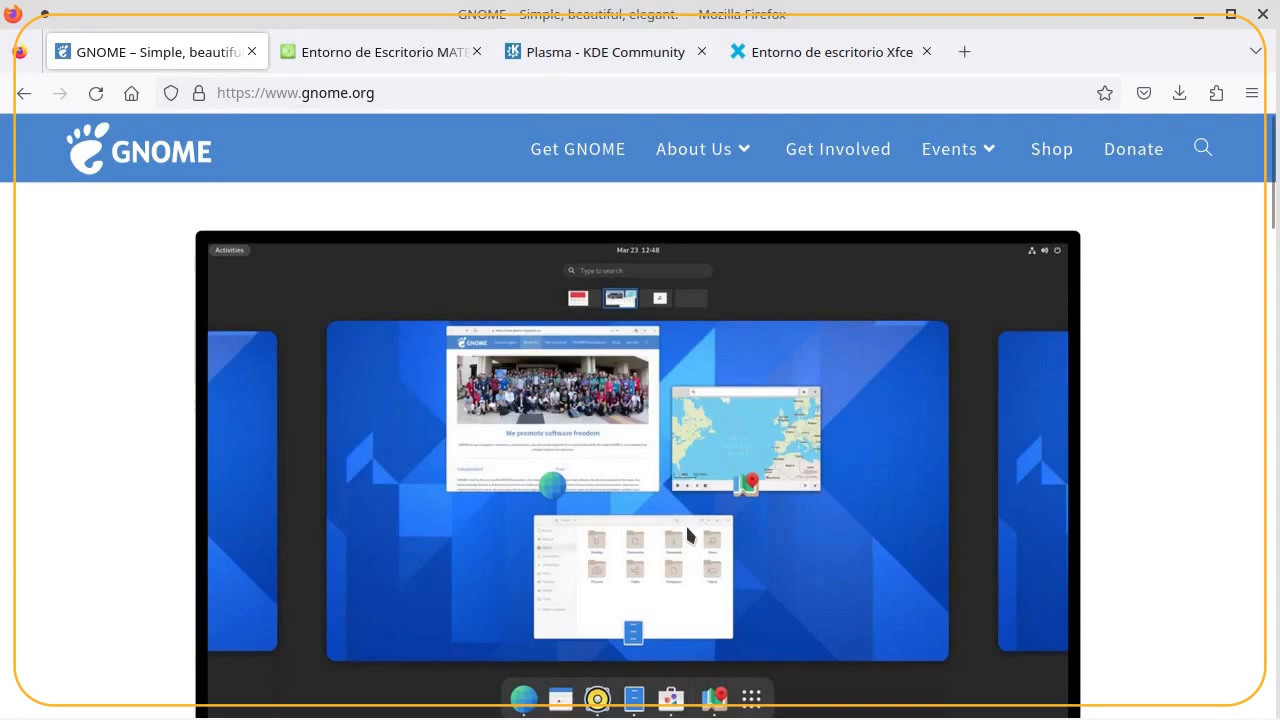 GNOME – Simple, beautiful, elegant. — Mozilla Firefox
GNOME – Simple, beautifu
Entorno de Escritorio MATE
Plasma - KDE Community
Entorno de escritorio Xfce
https://www.gnome.org
GNOME
Get GNOME
About Us
Get Involved
Events
Shop
Donate
Activities
Mar 23 12:48
Type to search
GNOME
We promote software freedom